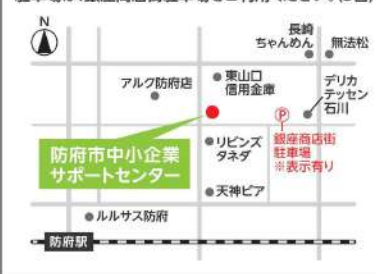 N
長崎
ちゃんめん
無法松
アルク防府店
東山口
信用金庫
デリカ
テッセン
石川
P
銀座商店街
駐車場
※表示有り
防府市中小企業
サポートセンター
リビンズ
タネダ
天神ピア
ルルサス防府
防府駅